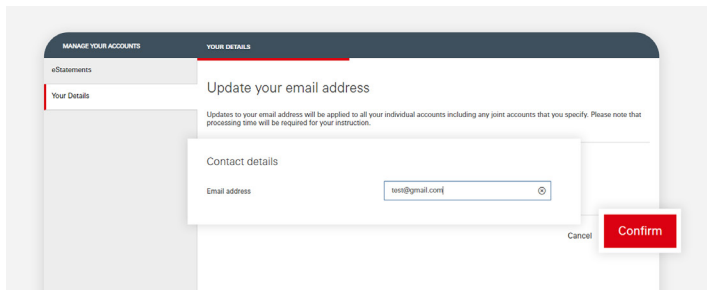 MANAGE YOUR ACCOUNTS
YOUR DETAILS
eStatements
Your Details
Update your email address
Updates to your email address will be applied to all your individual accounts including any joint accounts that you specify. Please note that
processing time will be required for your instruction.
Contact details
Email address
test@gmail.com
Cancel
Confirm